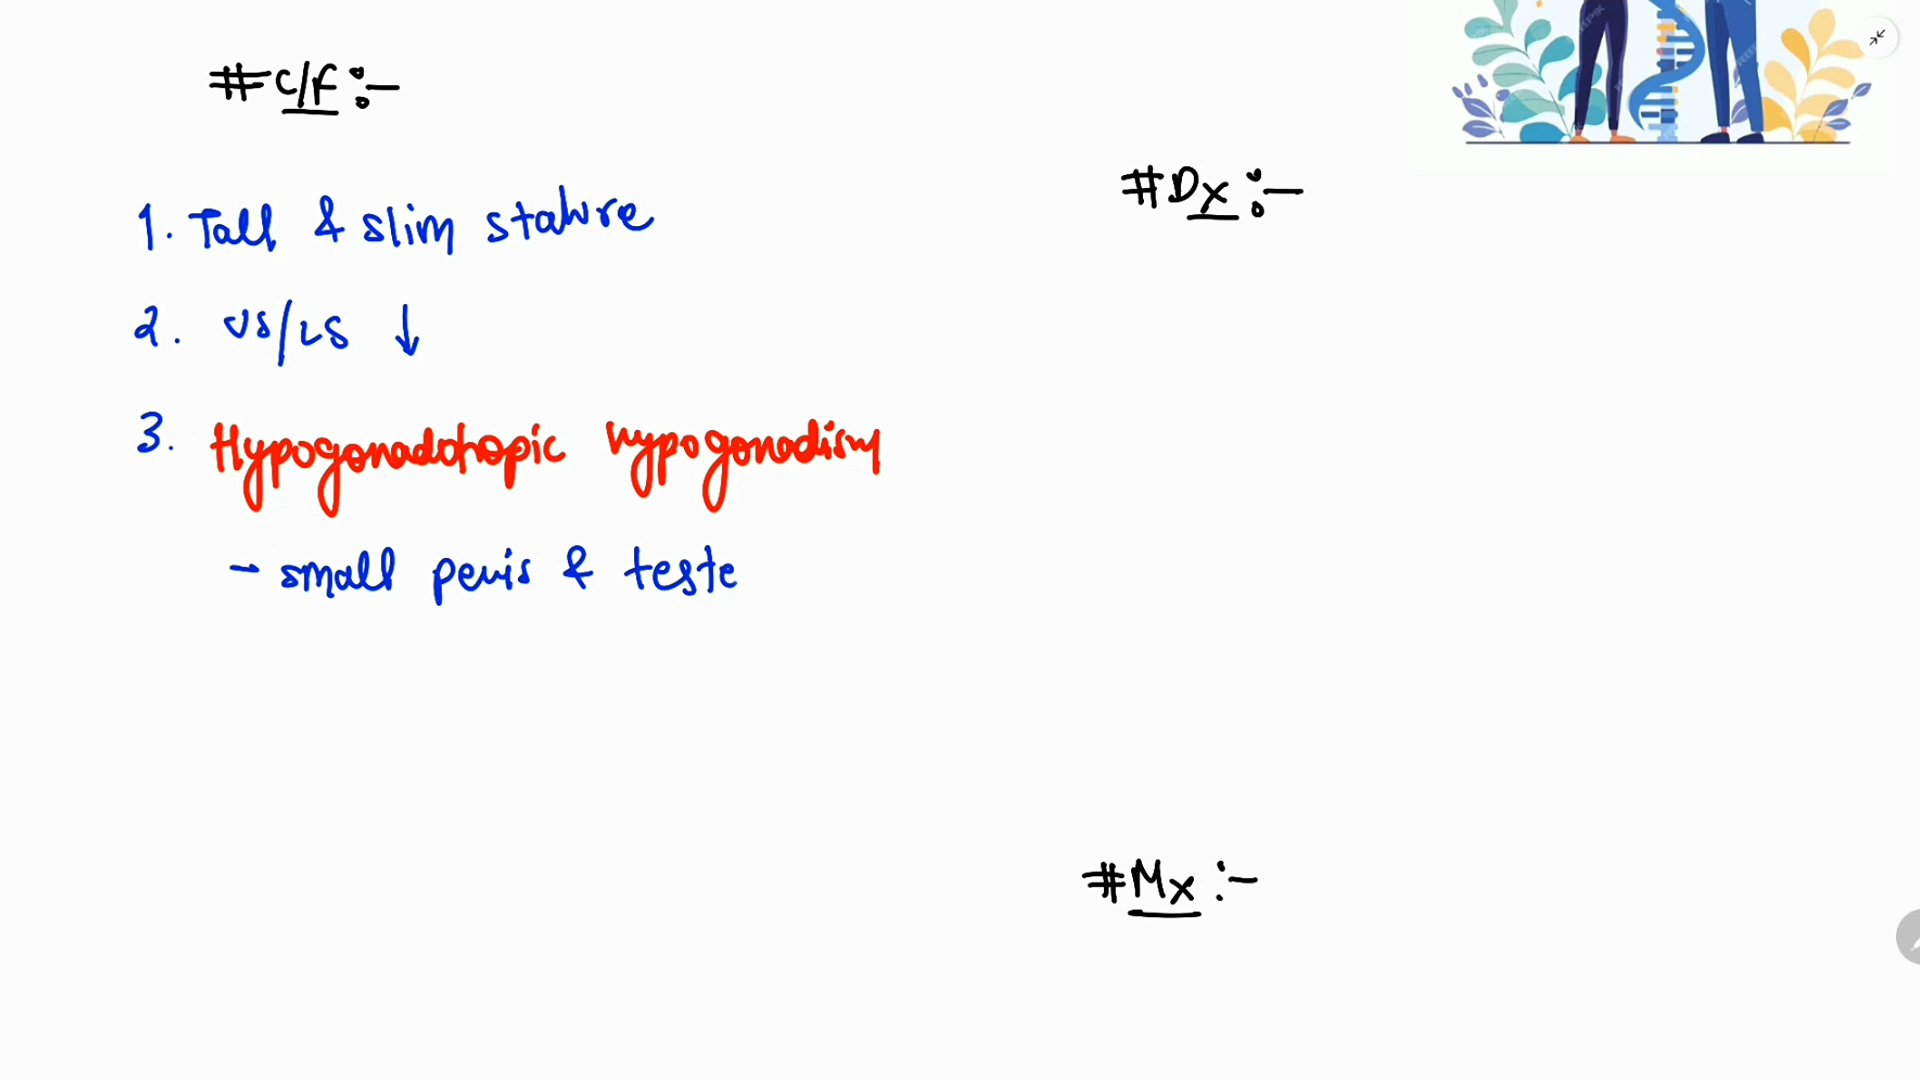 #C/F :-
#Dx :-
1. Tall & slim stature
2. US/LS ↓
3. Hypogonadotropic hypogonadism
- small penis & teste
#Mx :-